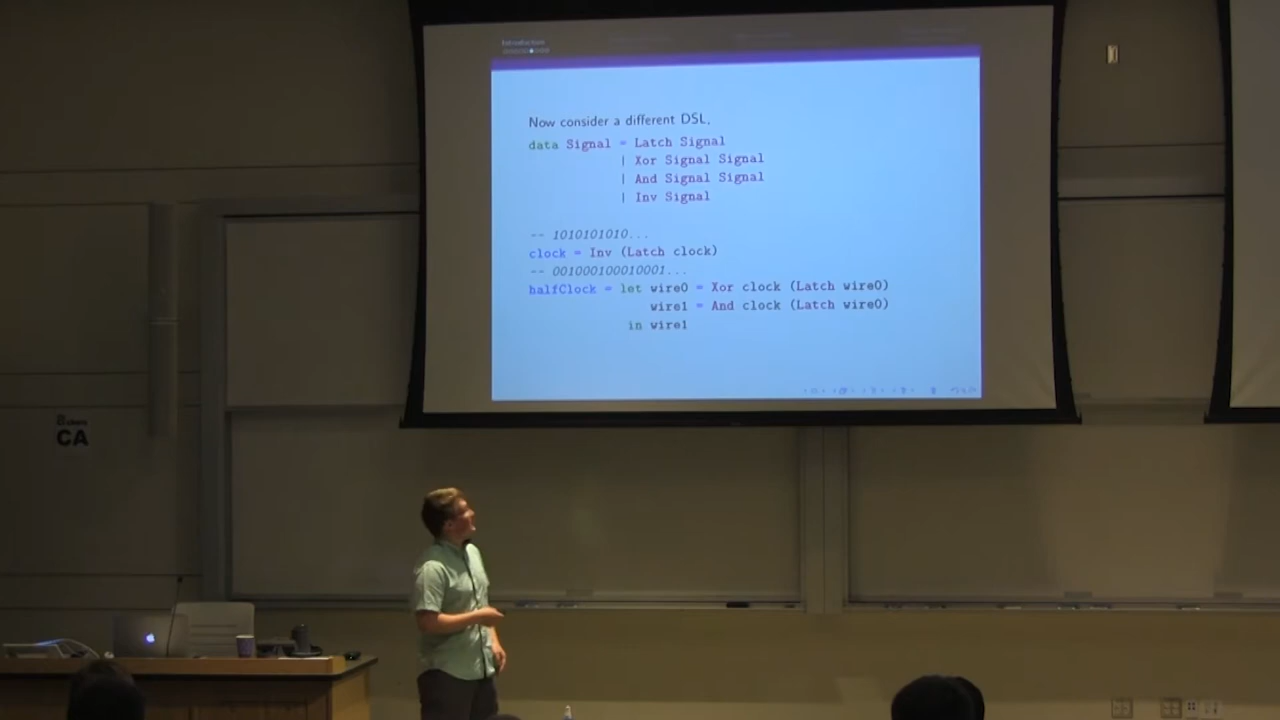 Introduction
Now consider a different DSL,
data Signal = Latch Signal
| Xor Signal Signal
| And Signal Signal
| Inv Signal
-- 1010101010...
clock = Inv (Latch clock)
-- 001000100010001...
halfClock = let wire0 = Xor clock (Latch wire0)
wire1 = And clock (Latch wire0)
in wire1
CA